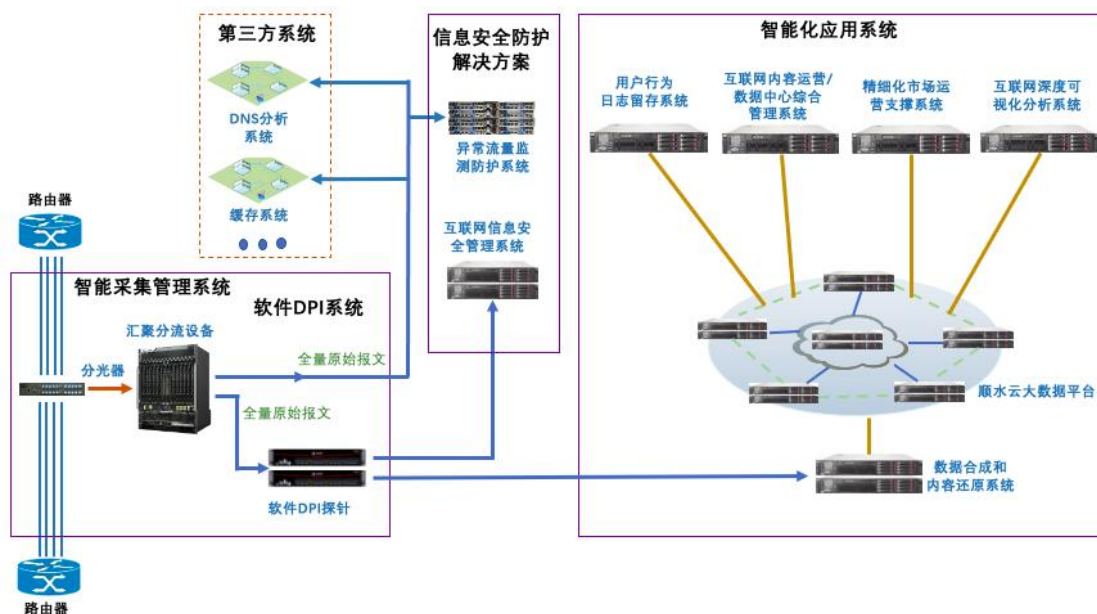 第三方系统
DNS分析
系统
缓存系统
信息安全防护
解决方案
异常流量监
测防护系统
互联网信息安
全管理系统
智能化应用系统
用户行为
日志留存系统
互联网内容运营/
数据中心综合
管理系统
精细化市场运
营支撑系统
互联网深度可
视化分析系统
顺水云大数据平台
数据合成和
内容还原系统
路由器
智能采集管理系统
软件DPI系统
汇聚分流设备
分光器
全量原始报文
全量原始报文
软件DPI探针
路由器